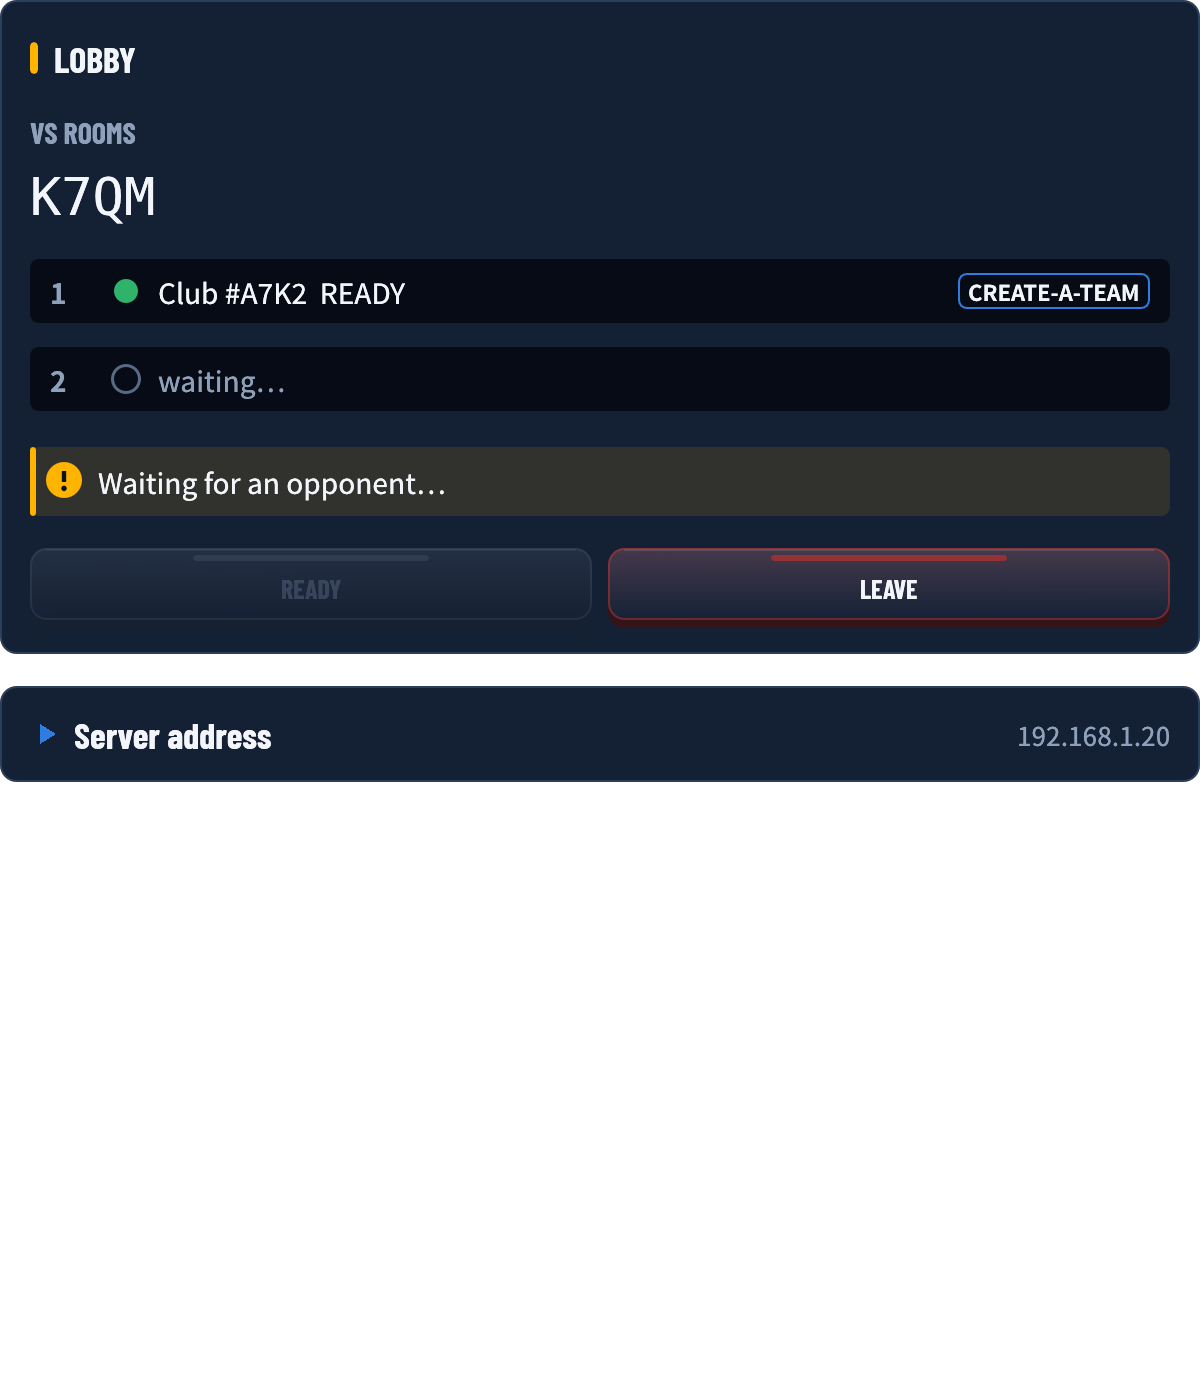 LOBBY
VS ROOMS
K7QM
1 Club #A7K2 READY CREATE-A-TEAM
2 waiting…
! Waiting for an opponent…
READY LEAVE
Server address 192.168.1.20